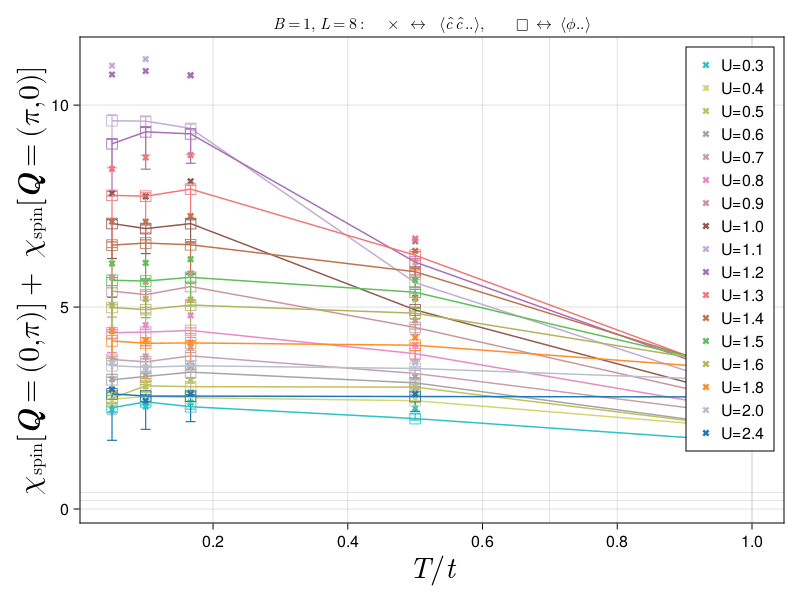 B = 1, L = 8 : × ↔ ⟨ĉ ĉ ..⟩, □ ↔ ⟨ϕ..⟩
χspin[Q = (0,π)] + χspin[Q = (π,0)]
10
5
0
0.2 0.4 0.6 0.8 1.0
T/t
U=0.3
U=0.4
U=0.5
U=0.6
U=0.7
U=0.8
U=0.9
U=1.0
U=1.1
U=1.2
U=1.3
U=1.4
U=1.5
U=1.6
U=1.8
U=2.0
U=2.4